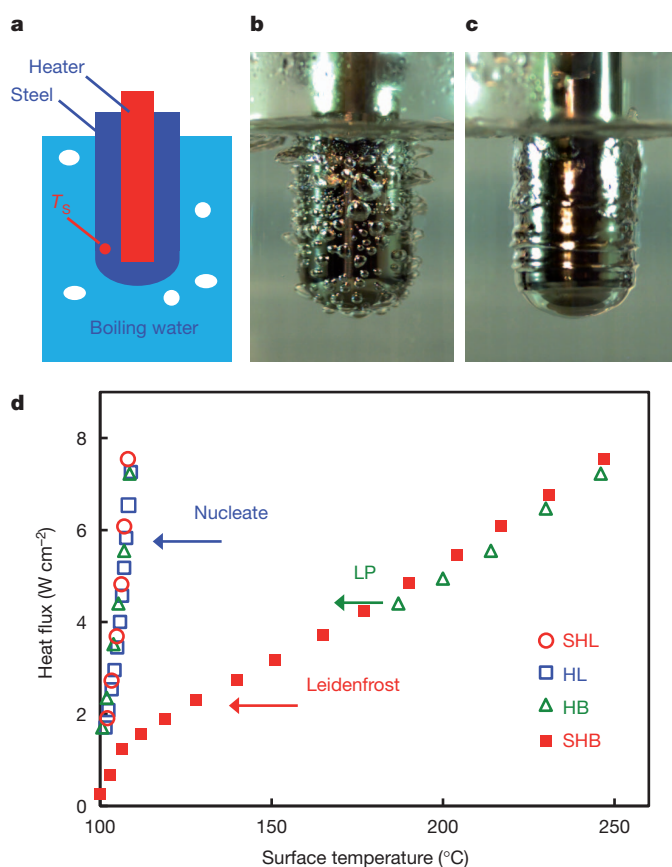 a
b
c
Heater
Steel
Ts
Boiling water
d
8
6
4
2
0
Heat flux (W cm−2)
Nucleate
LP
Leidenfrost
SHL
HL
HB
SHB
100
150
200
250
Surface temperature (°C)